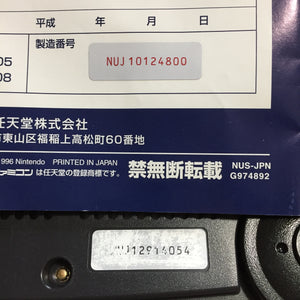 平成 年 月 日
製造番号
05
08
NUJ 10124800
任天堂株式会社
東山区福稲上高松町60番地
1996 Nintendo PRINTED IN JAPAN
ファミコン は任天堂の登録商標です。
禁無断転載
NUS-JPN
G974892
NUJ12914054